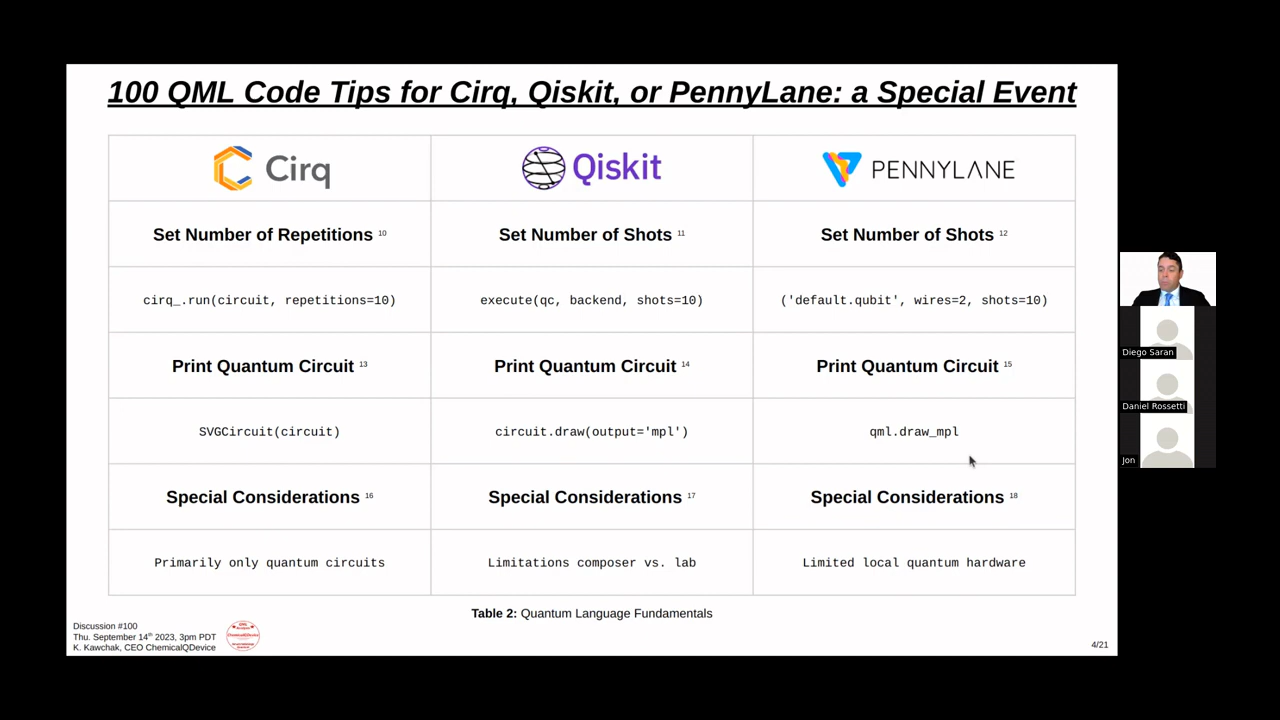 100 QML Code Tips for Cirq, Qiskit, or PennyLane: a Special Event
Cirq
Qiskit
PENNYLANE
Set Number of Repetitions 10
Set Number of Shots 11
Set Number of Shots 12
cirq_.run(circuit, repetitions=10)
execute(qc, backend, shots=10)
('default.qubit', wires=2, shots=10)
Print Quantum Circuit 13
Print Quantum Circuit 14
Print Quantum Circuit 15
SVGCircuit(circuit)
circuit.draw(output='mpl')
qml.draw_mpl
Special Considerations 16
Special Considerations 17
Special Considerations 18
Primarily only quantum circuits
Limitations composer vs. lab
Limited local quantum hardware
Table 2: Quantum Language Fundamentals
Discussion #100
Thu. September 14th 2023, 3pm PDT
K. Kawchak, CEO ChemicalQDevice
4/21
Diego Saran
Daniel Rossetti
Jon